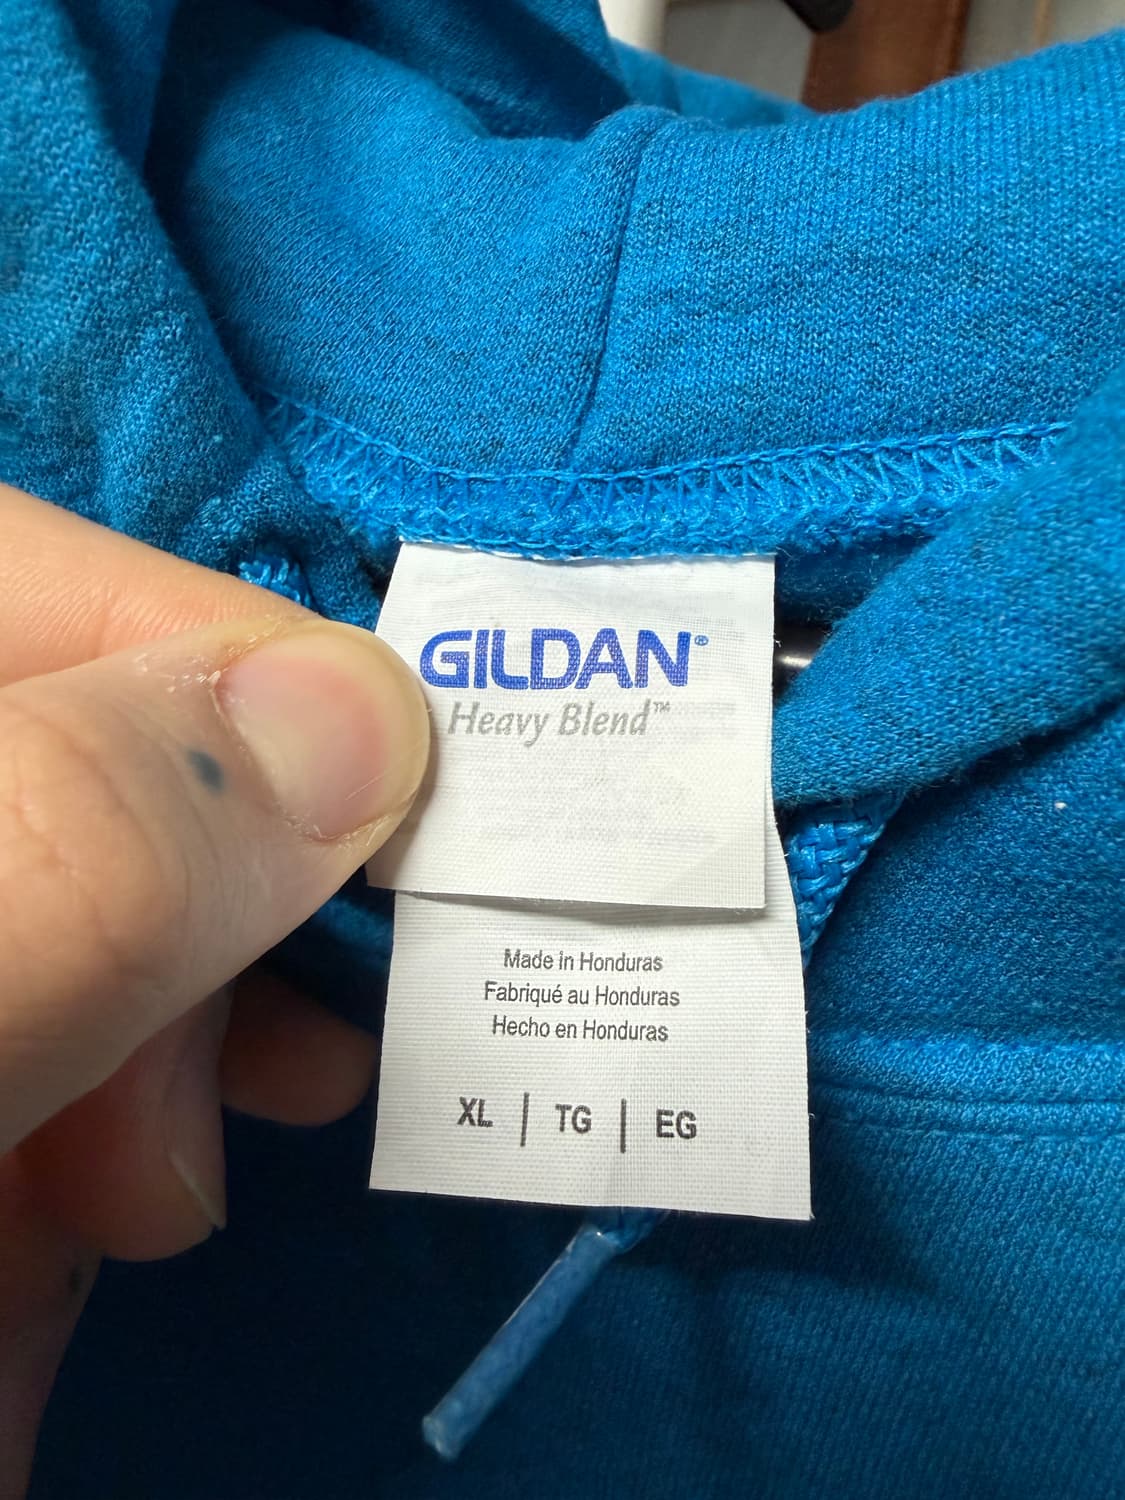 GILDAN®
Heavy Blend™
Made in Honduras
Fabriqué au Honduras
Hecho en Honduras
XL | TG | EG